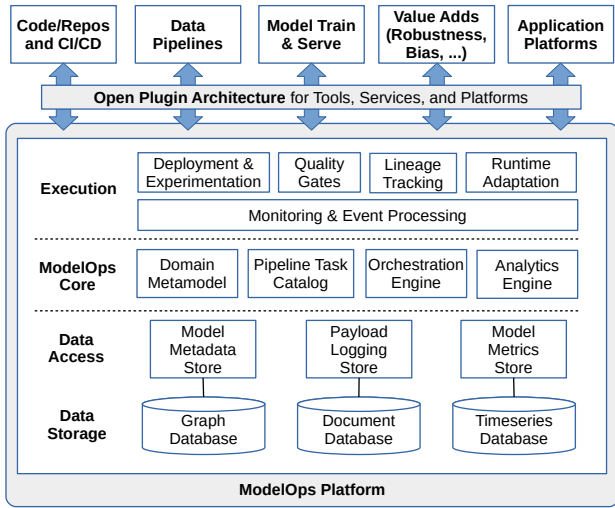 Code/Repos
and CI/CD
Data
Pipelines
Model Train
& Serve
Value Adds
(Robustness,
Bias, ...)
Application
Platforms
Open Plugin Architecture for Tools, Services, and Platforms
Execution
Deployment &
Experimentation
Quality
Gates
Lineage
Tracking
Runtime
Adaptation
Monitoring & Event Processing
ModelOps
Core
Domain
Metamodel
Pipeline Task
Catalog
Orchestration
Engine
Analytics
Engine
Data
Access
Model
Metadata
Store
Payload
Logging
Store
Model
Metrics
Store
Data
Storage
Graph
Database
Document
Database
Timeseries
Database
ModelOps Platform